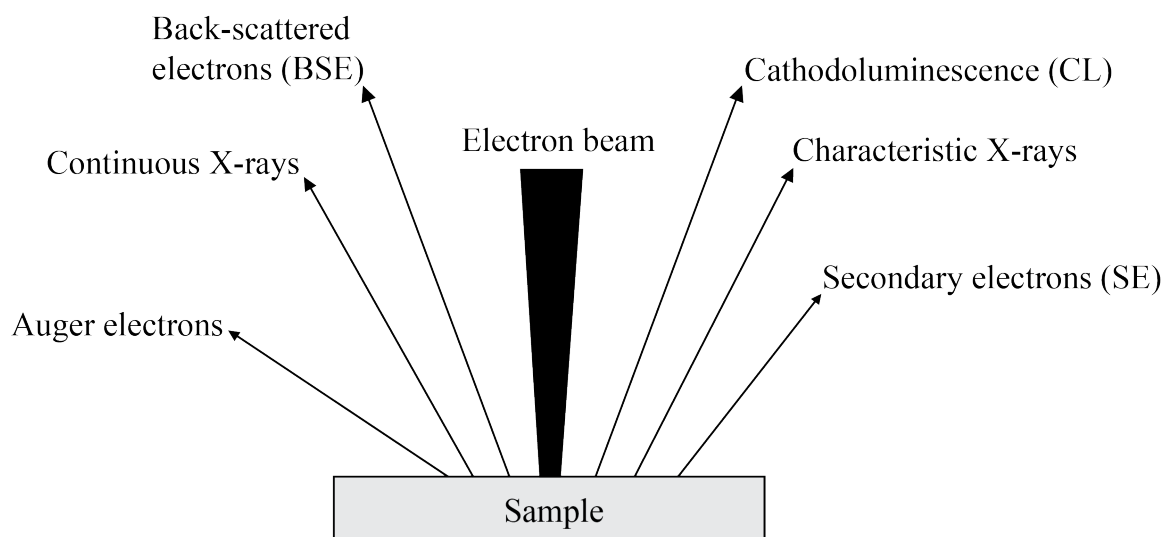 Back-scattered
electrons (BSE)
Cathodoluminescence (CL)
Electron beam
Characteristic X-rays
Continuous X-rays
Secondary electrons (SE)
Auger electrons
Sample